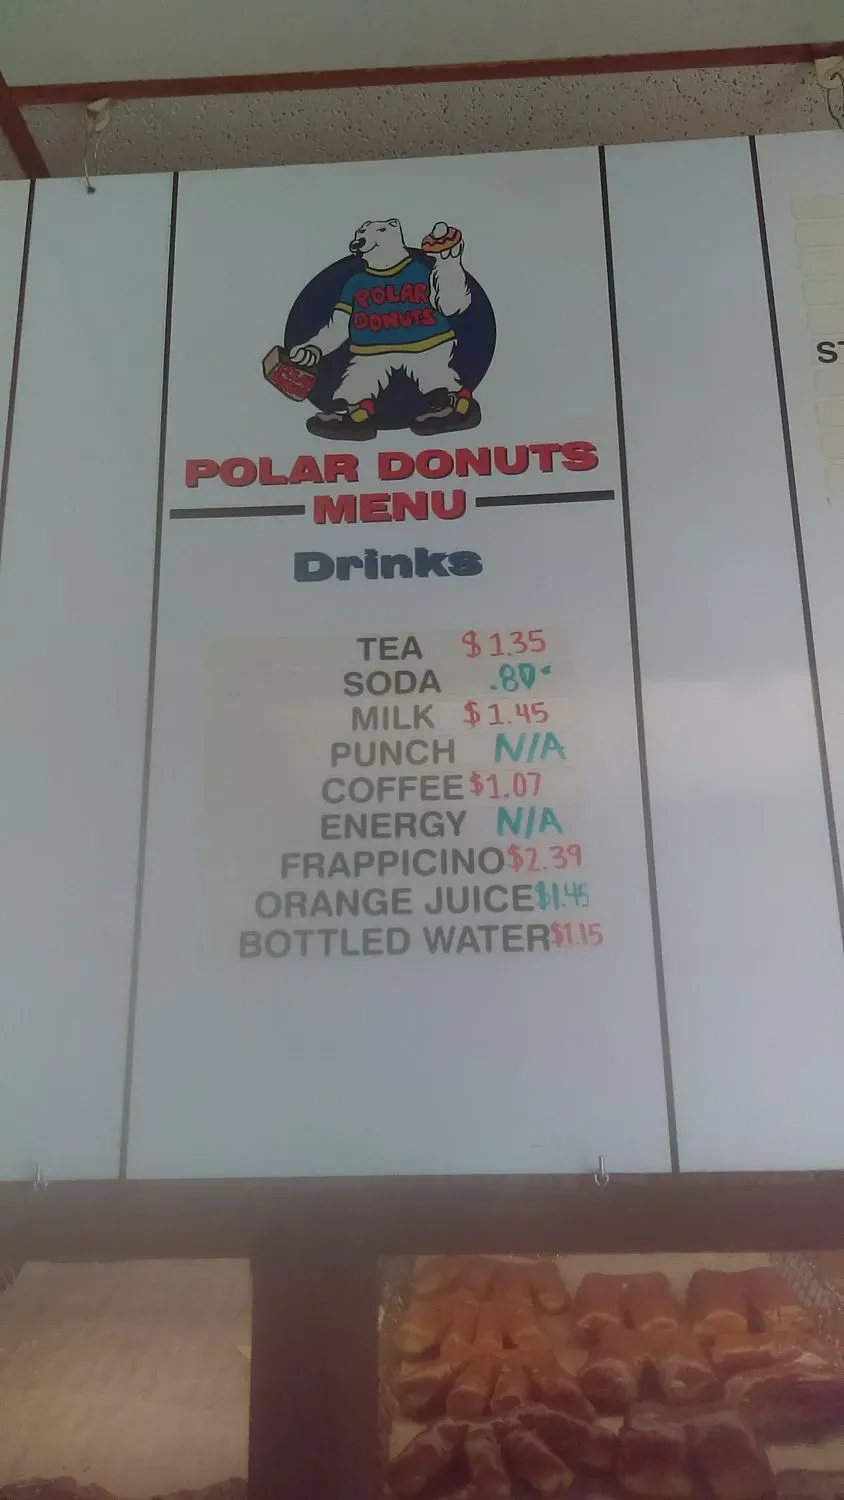 POLAR
DONUTS
POLAR DONUTS
MENU
Drinks
TEA $1.35
SODA .80
MILK $1.45
PUNCH N/A
COFFEE $1.07
ENERGY N/A
FRAPPICINO $2.39
ORANGE JUICE $1.45
BOTTLED WATER $1.15